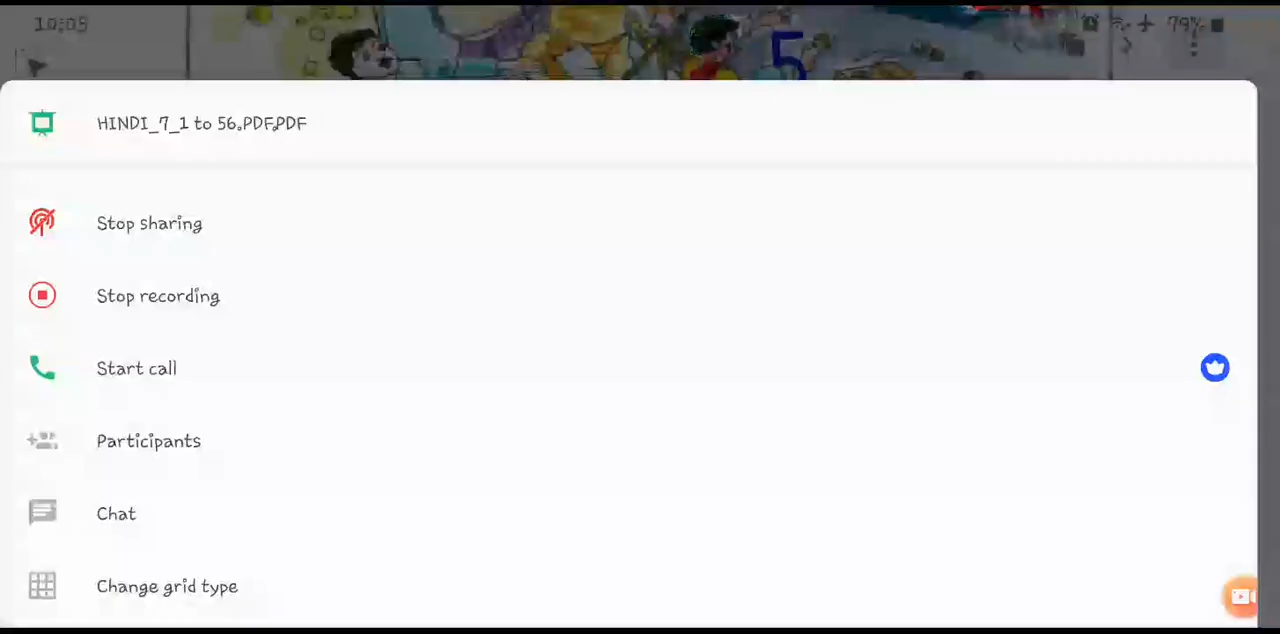 10:05
79%
5
HINDI_7_1 to 56.PDF.PDF
Stop sharing
Stop recording
Start call
Participants
Chat
Change grid type